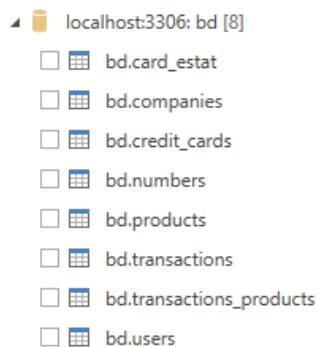 localhost:3306: bd [8]
bd.card_estat
bd.companies
bd.credit_cards
bd.numbers
bd.products
bd.transactions
bd.transactions_products
bd.users